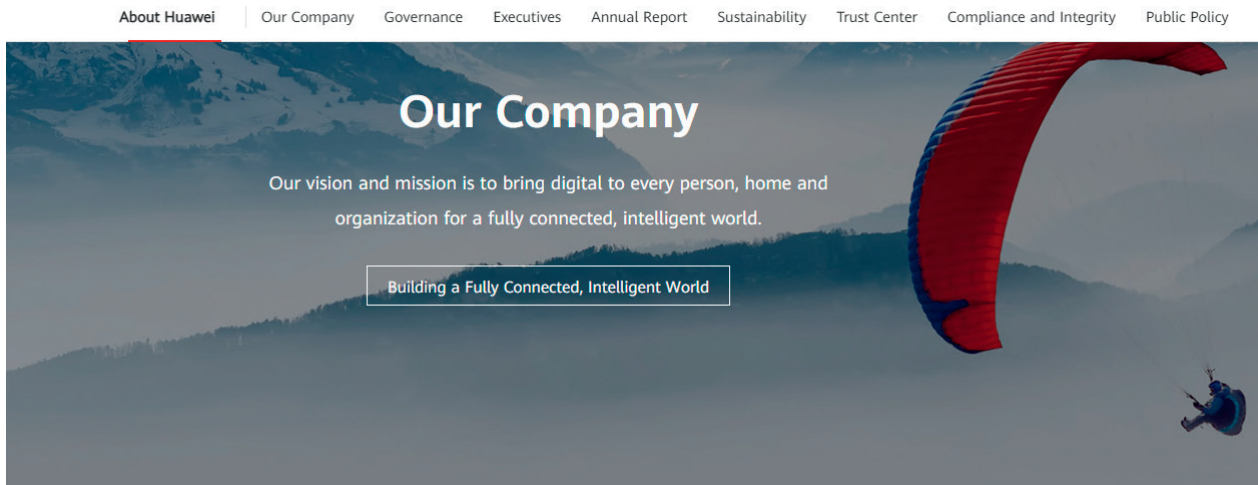 About Huawei Our Company Governance Executives Annual Report Sustainability Trust Center Compliance and Integrity Public Policy
Our Company
Our vision and mission is to bring digital to every person, home and
organization for a fully connected, intelligent world.
Building a Fully Connected, Intelligent World